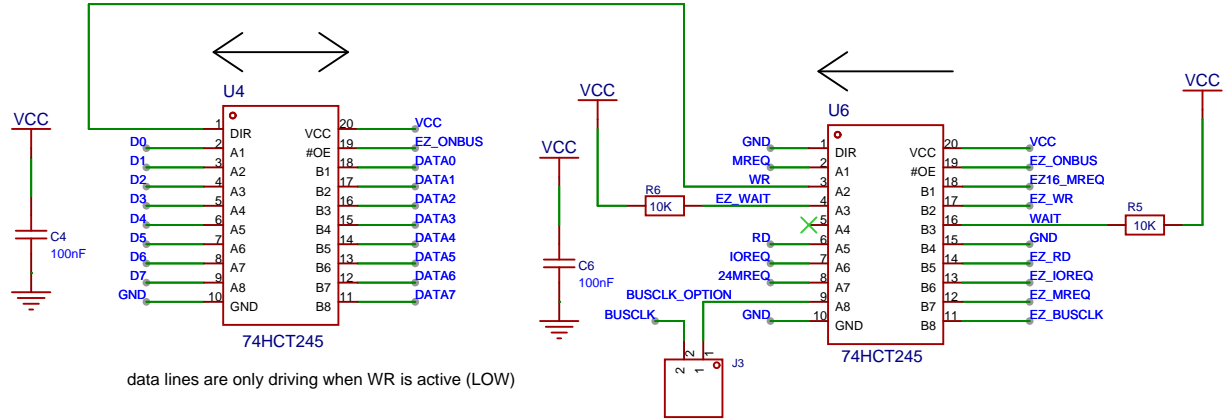 VCC
C4
100nF
U4
1
DIR
VCC
20
VCC
D0
2
A1
#OE
19
EZ_ONBUS
D1
3
A2
B1
18
DATA0
D2
4
A3
B2
17
DATA1
D3
5
A4
B3
16
DATA2
D4
6
A5
B4
15
DATA3
D5
7
A6
B5
14
DATA4
D6
8
A7
B6
13
DATA5
D7
9
A8
B7
12
DATA6
GND
10
GND
B8
11
DATA7
74HCT245
data lines are only driving when WR is active (LOW)
VCC
C6
100nF
VCC
R6
10K
U6
GND
1
DIR
VCC
20
VCC
MREQ
2
A1
#OE
19
EZ_ONBUS
WR
3
A2
B1
18
EZ16_MREQ
EZ_WAIT
4
A3
B2
17
EZ_WR
5
A4
B3
16
WAIT
RD
6
A5
B4
15
GND
IOREQ
7
A6
B5
14
EZ_RD
24MREQ
8
A7
B6
13
EZ_IOREQ
BUSCLK_OPTION
9
A8
B7
12
EZ_MREQ
BUSCLK
GND
10
GND
B8
11
EZ_BUSCLK
74HCT245
VCC
R5
10K
2
1
2
1
J3